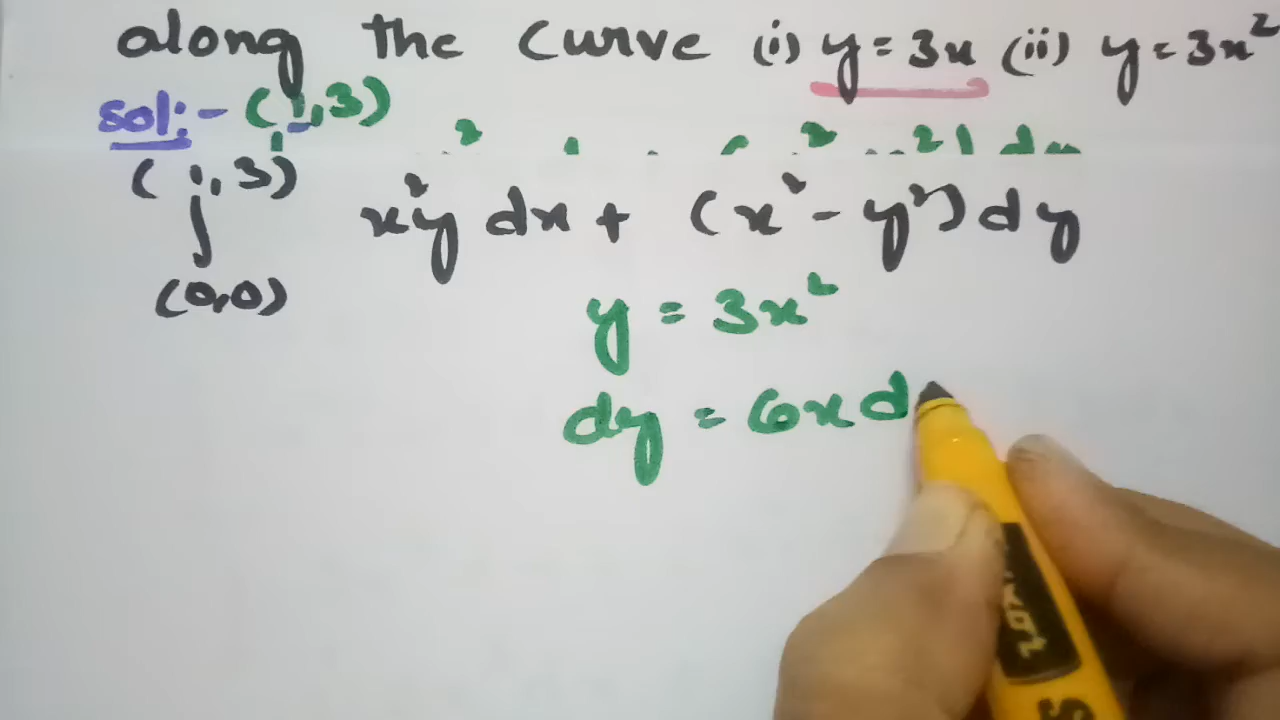 along the curve (i) y = 3x (ii) y = 3x²
sol:- (1,3)
(1,3)
∫ x²y dx + (x² - y²) dy
(0,0)
y = 3x²
dy = 6x d